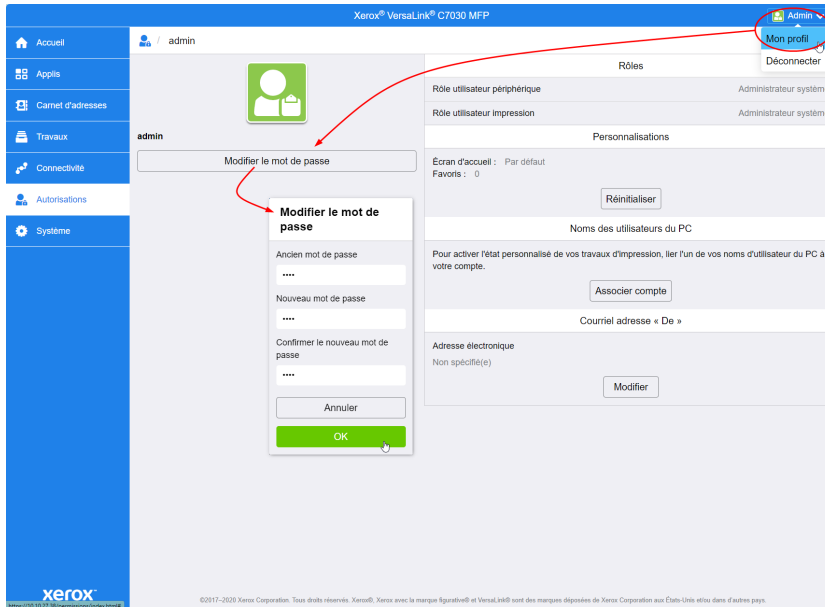 Xerox® VersaLink® C7030 MFP
Admin
Mon profil
Déconnecter
Accueil
Applis
Carnet d'adresses
Travaux
Connectivité
Autorisations
Système
/ admin
admin
Modifier le mot de passe
Modifier le mot de
passe
Ancien mot de passe
••••
Nouveau mot de passe
••••
Confirmer le nouveau mot de
passe
••••
Annuler
OK
Rôles
Rôle utilisateur périphérique Administrateur systèm
Rôle utilisateur impression Administrateur systèm
Personnalisations
Écran d'accueil : Par défaut
Favoris : 0
Réinitialiser
Noms des utilisateurs du PC
Pour activer l'état personnalisé de vos travaux d'impression, lier l'un de vos noms d'utilisateur du PC à
votre compte.
Associer compte
Courriel adresse « De »
Adresse électronique
Non spécifié(e)
Modifier
xerox™
©2017–2020 Xerox Corporation. Tous droits réservés. Xerox®, Xerox avec la marque figurative® et VersaLink® sont des marques déposées de Xerox Corporation aux États-Unis et/ou dans d'autres pays.